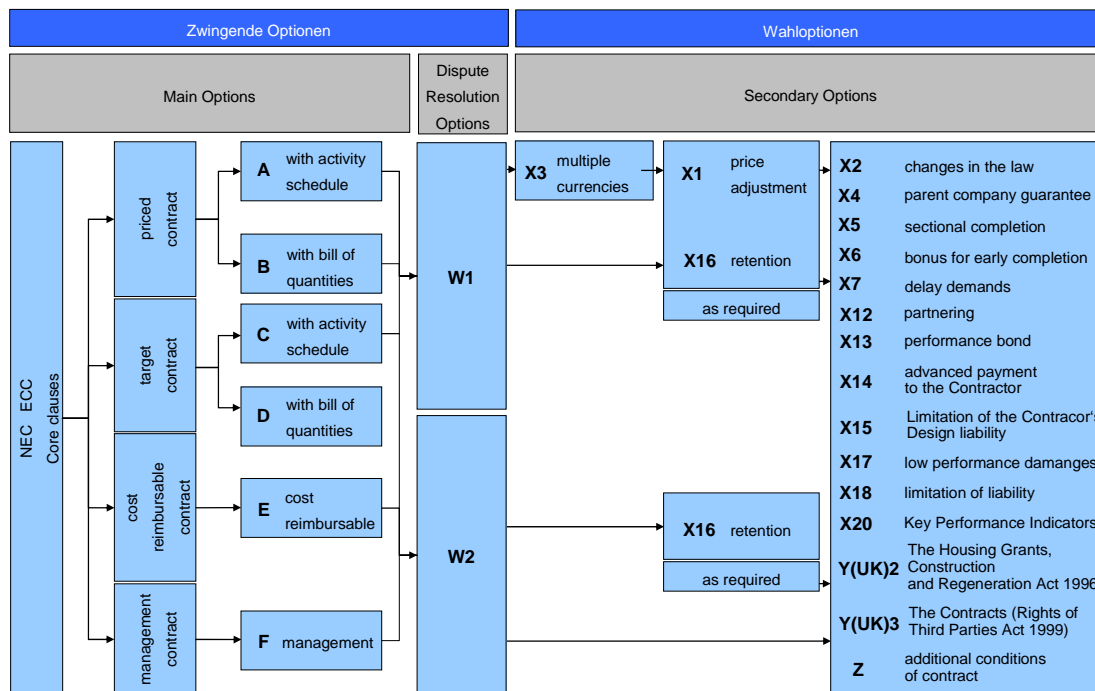 Zwingende Optionen
Wahloptionen
Main Options
Dispute
Resolution
Options
Secondary Options
NEC ECC
Core clauses
priced
contract
target
contract
cost
reimbursable
contract
management
contract
A with activity
schedule
B with bill of
quantities
C with activity
schedule
D with bill of
quantities
E cost
reimbursable
F management
W1
W2
X3 multiple
currencies
X1 price
adjustment
X16 retention
as required
X16 retention
as required
X2 changes in the law
X4 parent company guarantee
X5 sectional completion
X6 bonus for early completion
X7 delay demands
X12 partnering
X13 performance bond
X14 advanced payment
to the Contractor
X15 Limitation of the Contracor's
Design liability
X17 low performance damanges
X18 limitation of liability
X20 Key Performance Indicators
Y(UK)2 The Housing Grants,
Construction
and Regeneration Act 1996
Y(UK)3 The Contracts (Rights of
Third Parties Act 1999)
Z additional conditions
of contract